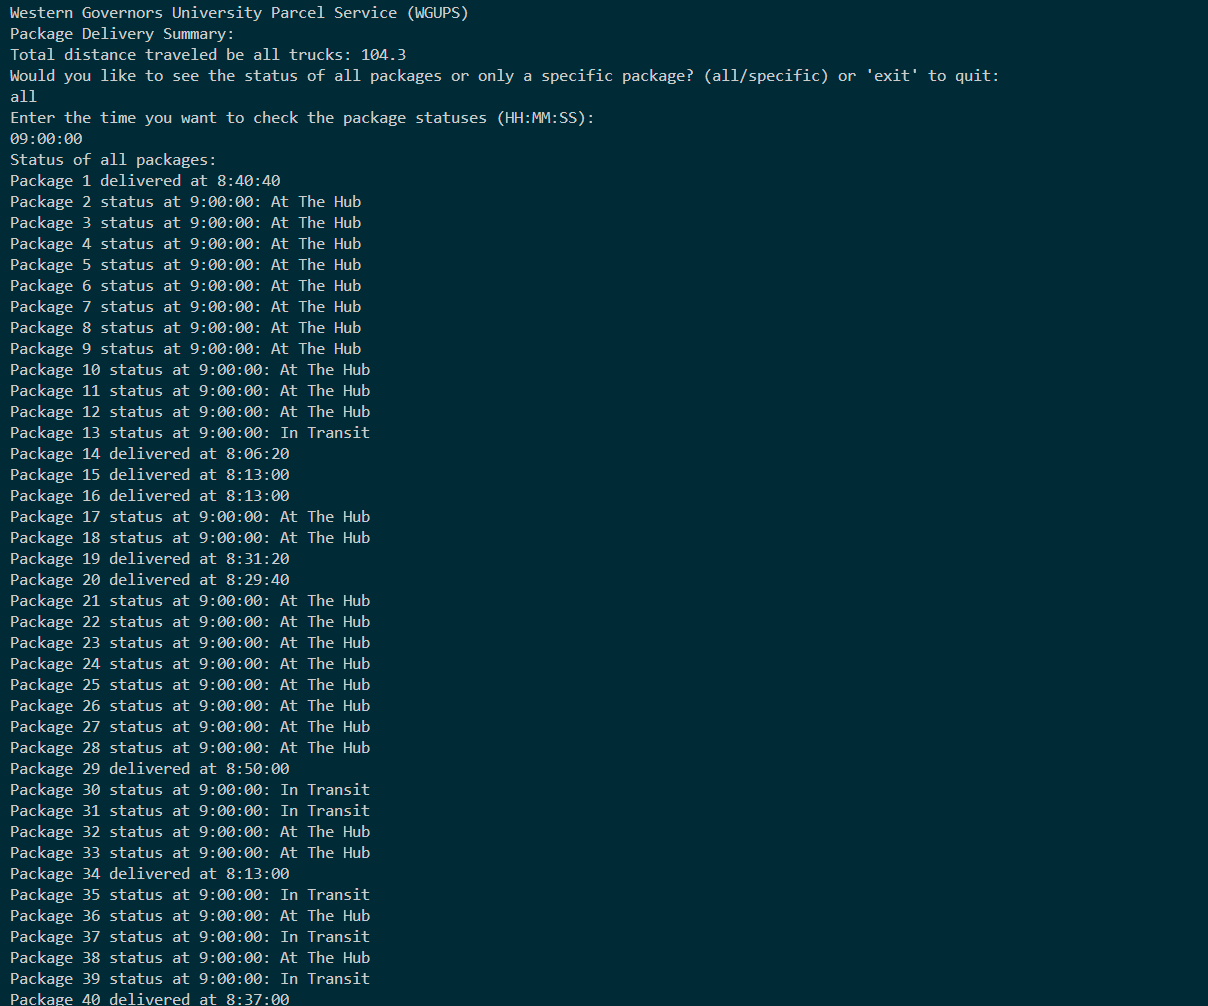 Western Governors University Parcel Service (WGUPS)
Package Delivery Summary:
Total distance traveled be all trucks: 104.3
Would you like to see the status of all packages or only a specific package? (all/specific) or 'exit' to quit:
all
Enter the time you want to check the package statuses (HH:MM:SS):
09:00:00
Status of all packages:
Package 1 delivered at 8:40:40
Package 2 status at 9:00:00: At The Hub
Package 3 status at 9:00:00: At The Hub
Package 4 status at 9:00:00: At The Hub
Package 5 status at 9:00:00: At The Hub
Package 6 status at 9:00:00: At The Hub
Package 7 status at 9:00:00: At The Hub
Package 8 status at 9:00:00: At The Hub
Package 9 status at 9:00:00: At The Hub
Package 10 status at 9:00:00: At The Hub
Package 11 status at 9:00:00: At The Hub
Package 12 status at 9:00:00: At The Hub
Package 13 status at 9:00:00: In Transit
Package 14 delivered at 8:06:20
Package 15 delivered at 8:13:00
Package 16 delivered at 8:13:00
Package 17 status at 9:00:00: At The Hub
Package 18 status at 9:00:00: At The Hub
Package 19 delivered at 8:31:20
Package 20 delivered at 8:29:40
Package 21 status at 9:00:00: At The Hub
Package 22 status at 9:00:00: At The Hub
Package 23 status at 9:00:00: At The Hub
Package 24 status at 9:00:00: At The Hub
Package 25 status at 9:00:00: At The Hub
Package 26 status at 9:00:00: At The Hub
Package 27 status at 9:00:00: At The Hub
Package 28 status at 9:00:00: At The Hub
Package 29 delivered at 8:50:00
Package 30 status at 9:00:00: In Transit
Package 31 status at 9:00:00: In Transit
Package 32 status at 9:00:00: At The Hub
Package 33 status at 9:00:00: At The Hub
Package 34 delivered at 8:13:00
Package 35 status at 9:00:00: In Transit
Package 36 status at 9:00:00: At The Hub
Package 37 status at 9:00:00: In Transit
Package 38 status at 9:00:00: At The Hub
Package 39 status at 9:00:00: In Transit
Package 40 delivered at 8:37:00